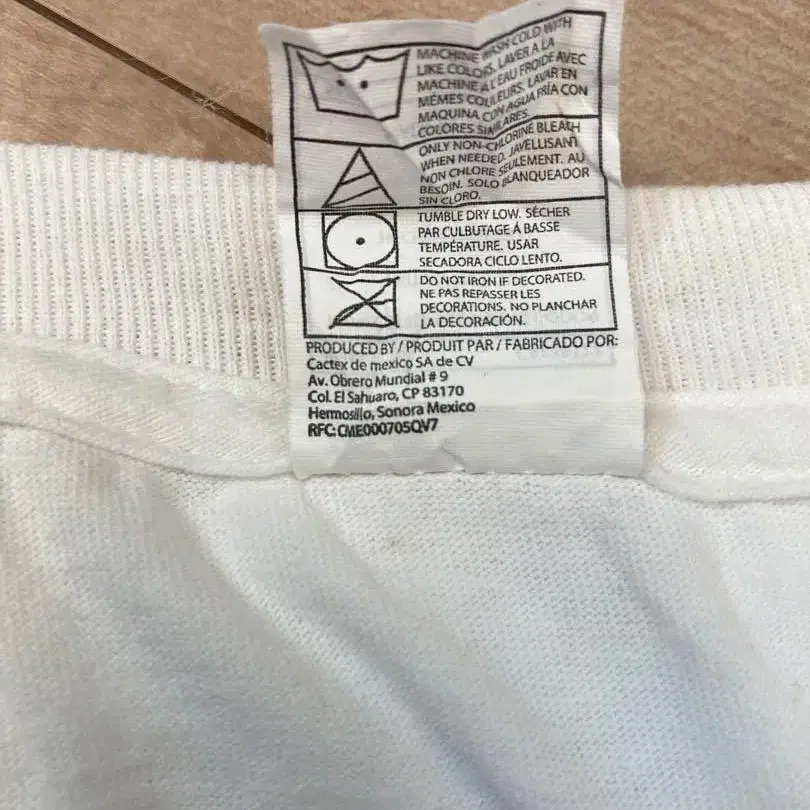 MACHINE WASH COLD WITH
LIKE COLORS. LAVER A LA
MACHINE A L'EAU FROIDE AVEC
MÊMES COULEURS. LAVAR EN
MAQUINA CON AGUA FRÍA CON
COLORES SIMILARES.
ONLY NON-CHLORINE BLEACH
WHEN NEEDED. JAVELLISANT
NON CHLORE SEULEMENT. AU
BESOIN. SOLO BLANQUEADOR
SIN CLORO.
TUMBLE DRY LOW. SÉCHER
PAR CULBUTAGE Á BASSE
TEMPÉRATURE. USAR
SECADORA CICLO LENTO.
DO NOT IRON IF DECORATED.
NE PAS REPASSER LES
DECORATIONS. NO PLANCHAR
LA DECORACIÓN.
PRODUCED BY / PRODUIT PAR / FABRICADO POR:
Cactex de mexico SA de CV
Av. Obrero Mundial # 9
Col. El Sahuaro, CP 83170
Hermosillo, Sonora Mexico
RFC: CME000705QV7